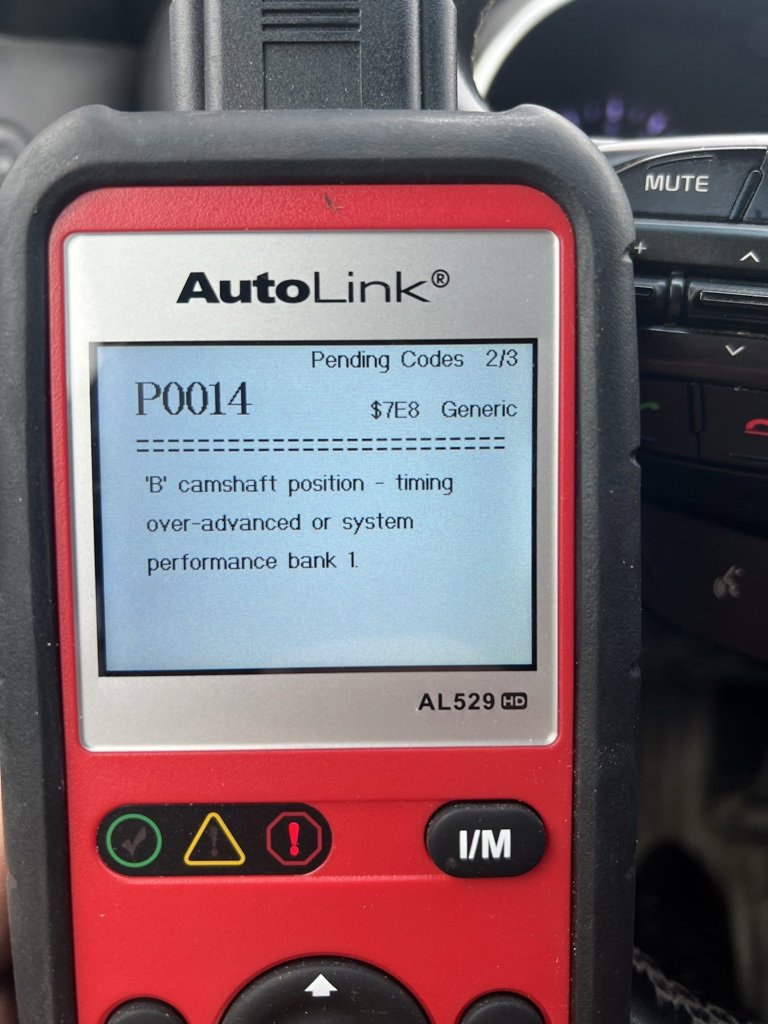 MUTE
AutoLink®
Pending Codes 2/3
P0014
$7E8 Generic
===========================
'B' camshaft position - timing
over-advanced or system
performance bank 1.
AL529 HD
I/M